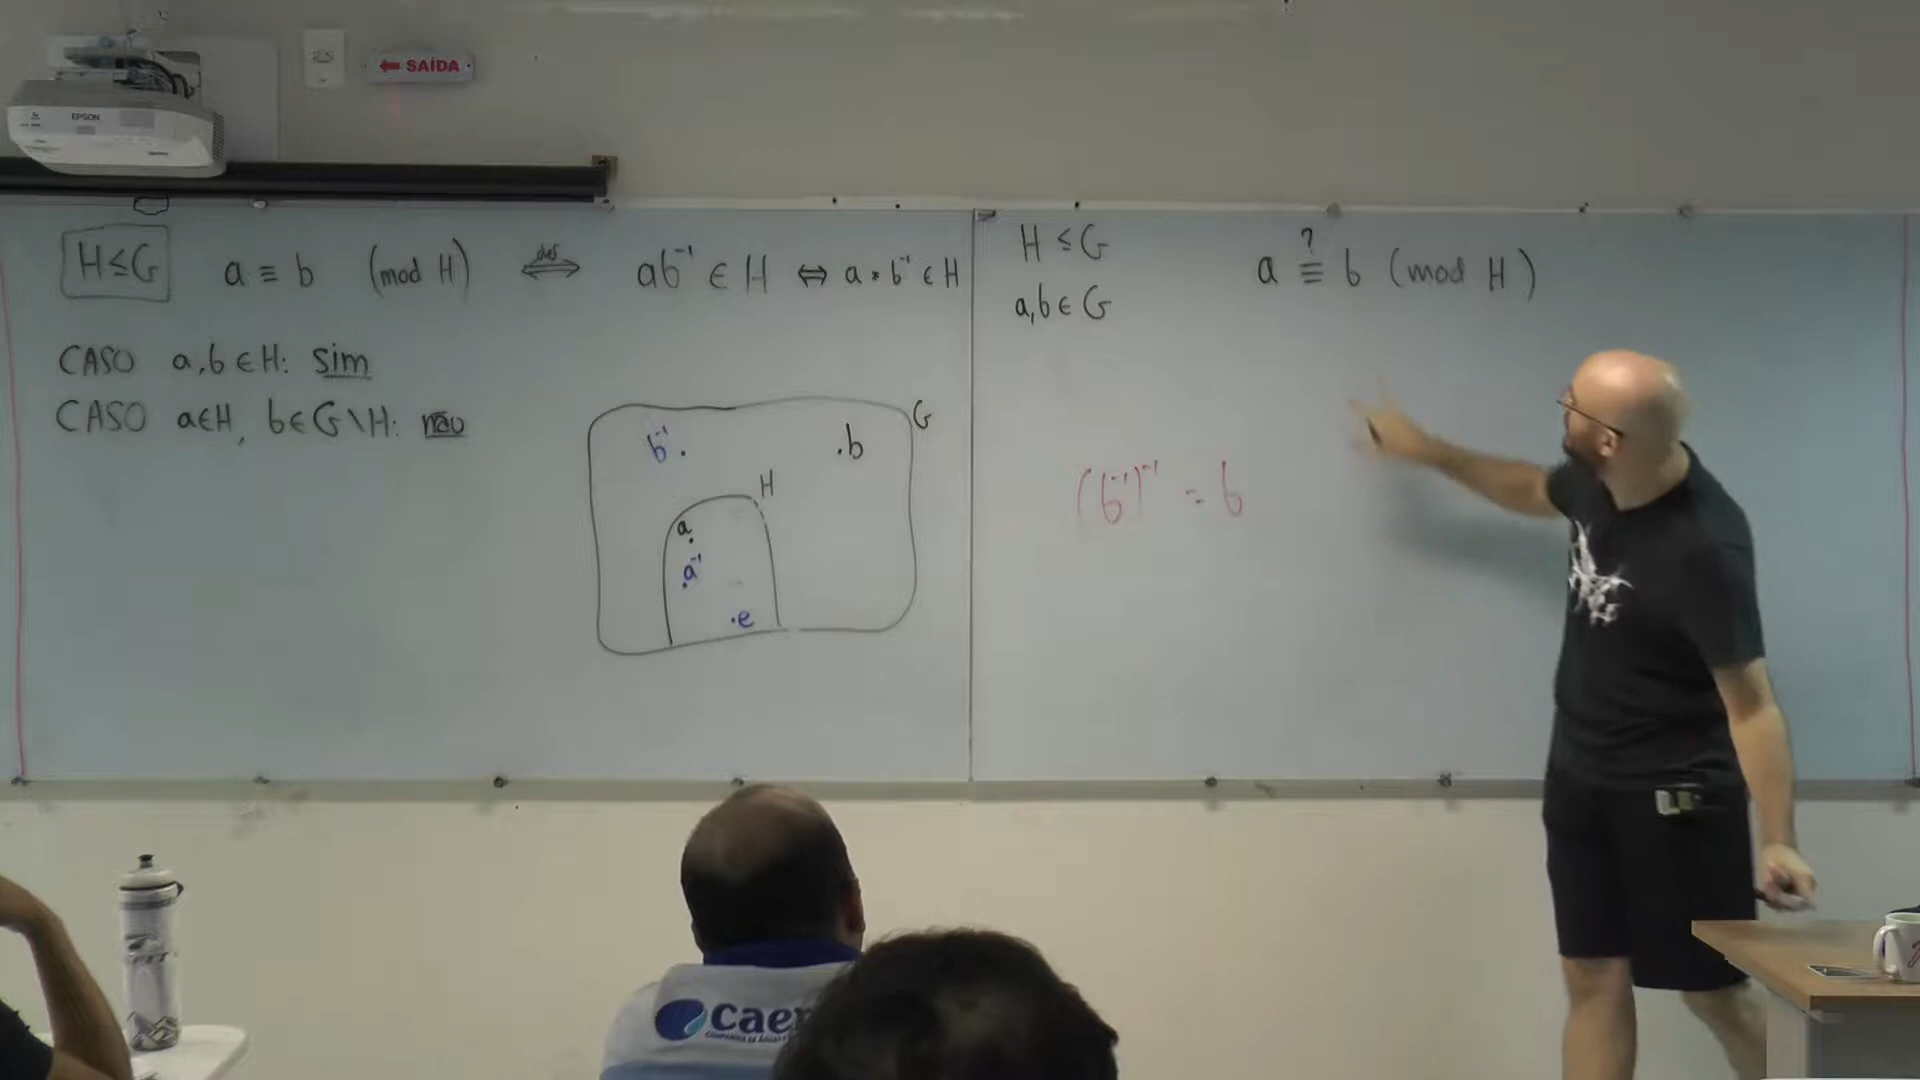 EPSON
← SAÍDA
H ≤ G
a ≡ b (mod H) ⟺def ab⁻¹ ∈ H ⇔ a * b⁻¹ ∈ H
CASO a,b ∈ H: sim
CASO a∈H, b∈G\H: não
G
b⁻¹
b
H
a
a⁻¹
e
H ≤ G
a,b ∈ G
a ≡? b (mod H)
(b⁻¹)⁻¹ = b
Caer